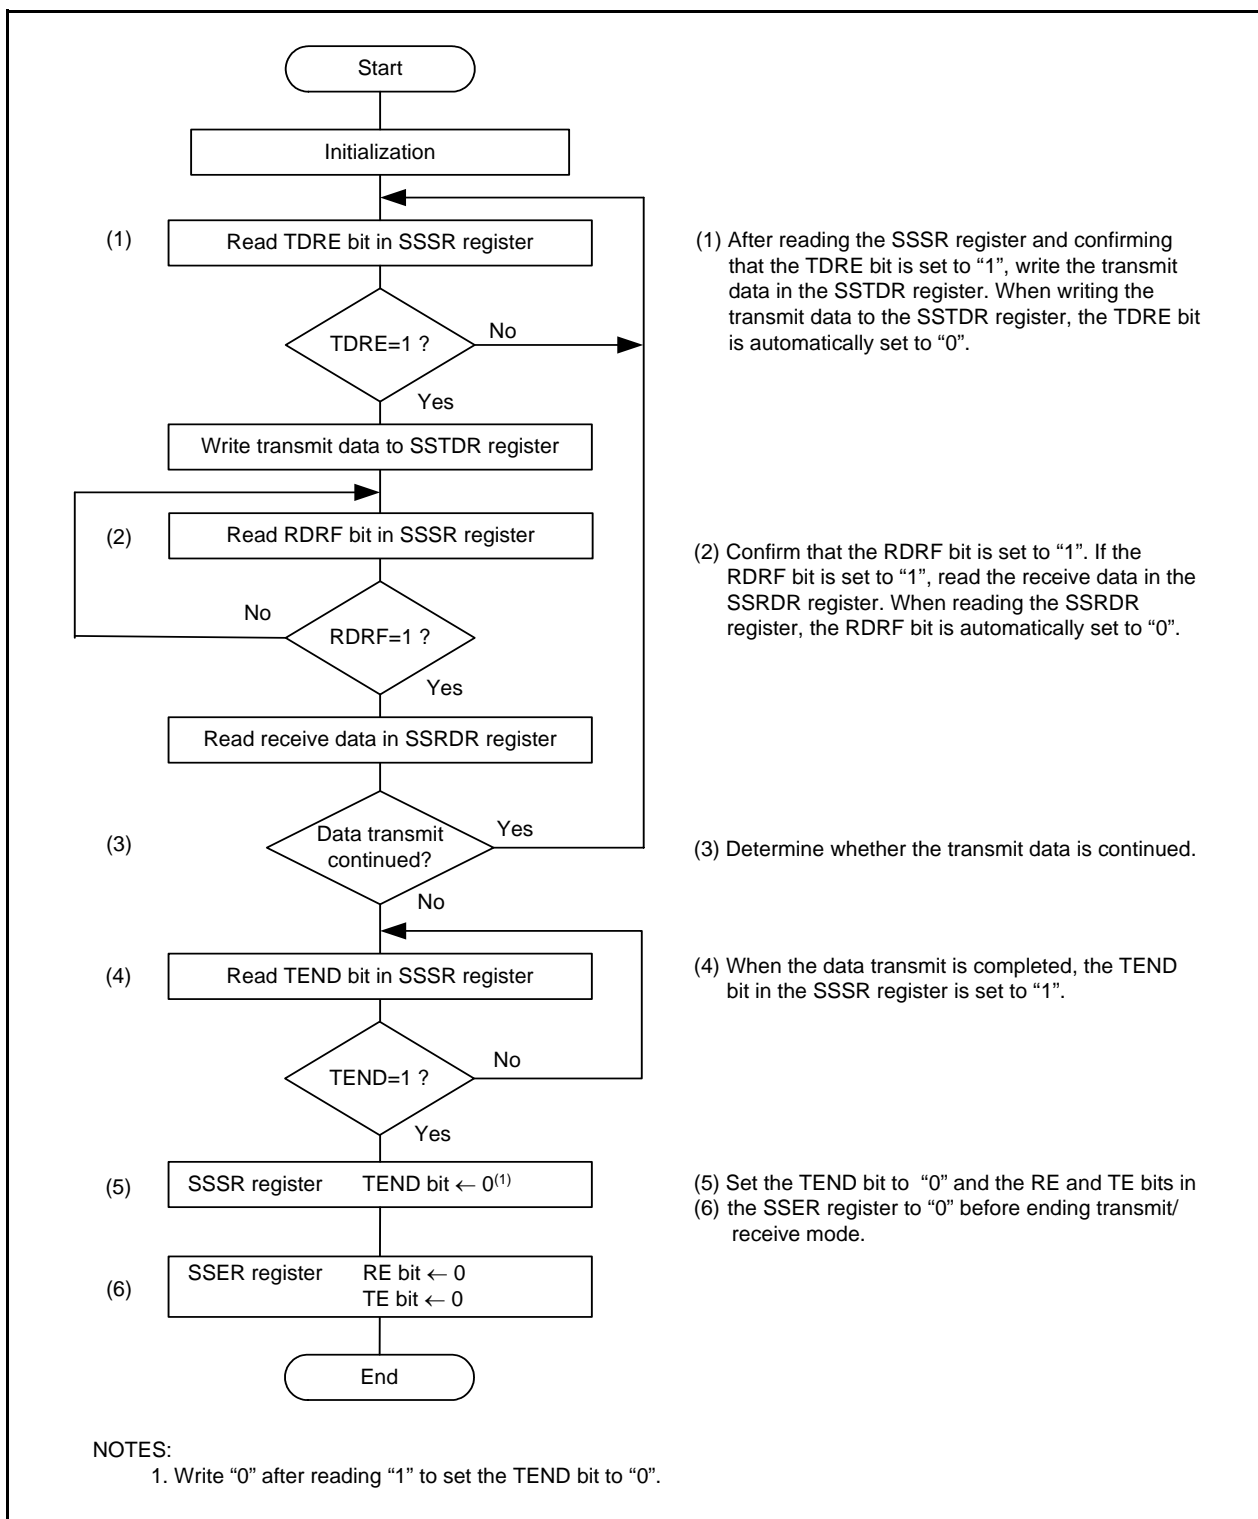 Start
Initialization
(1)
Read TDRE bit in SSSR register
TDRE=1 ?
No
Yes
Write transmit data to SSTDR register
(2)
Read RDRF bit in SSSR register
No
RDRF=1 ?
Yes
Read receive data in SSRDR register
(3)
Data transmit
continued?
Yes
No
(4)
Read TEND bit in SSSR register
TEND=1 ?
No
Yes
(5)
SSSR register TEND bit ← 0(1)
(6)
SSER register RE bit ← 0
TE bit ← 0
End
(1) After reading the SSSR register and confirming
that the TDRE bit is set to “1”, write the transmit
data in the SSTDR register. When writing the
transmit data to the SSTDR register, the TDRE bit
is automatically set to “0”.
(2) Confirm that the RDRF bit is set to “1”. If the
RDRF bit is set to “1”, read the receive data in the
SSRDR register. When reading the SSRDR
register, the RDRF bit is automatically set to “0”.
(3) Determine whether the transmit data is continued.
(4) When the data transmit is completed, the TEND
bit in the SSSR register is set to “1”.
(5) Set the TEND bit to “0” and the RE and TE bits in
(6) the SSER register to “0” before ending transmit/
receive mode.
NOTES:
1. Write “0” after reading “1” to set the TEND bit to “0”.